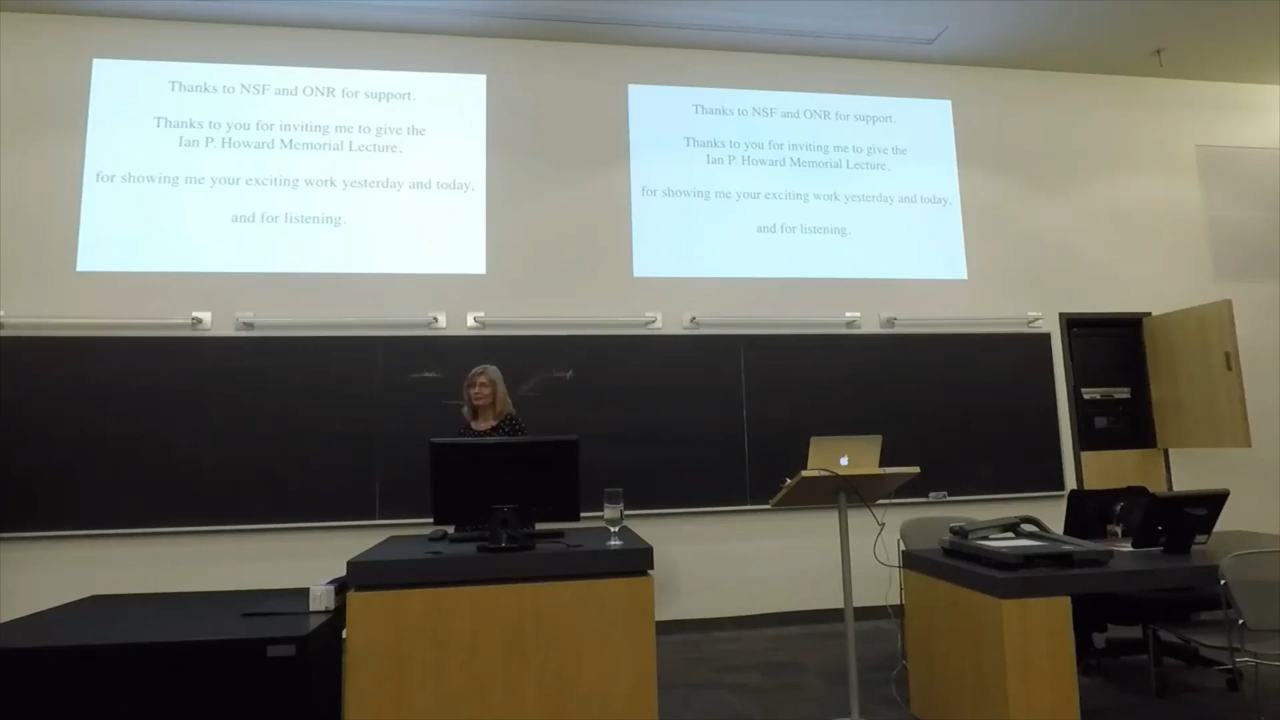 Thanks to NSF and ONR for support.
Thanks to you for inviting me to give the
Ian P. Howard Memorial Lecture,
for showing me your exciting work yesterday and today,
and for listening.
Thanks to NSF and ONR for support.
Thanks to you for inviting me to give the
Ian P. Howard Memorial Lecture,
for showing me your exciting work yesterday and today,
and for listening.